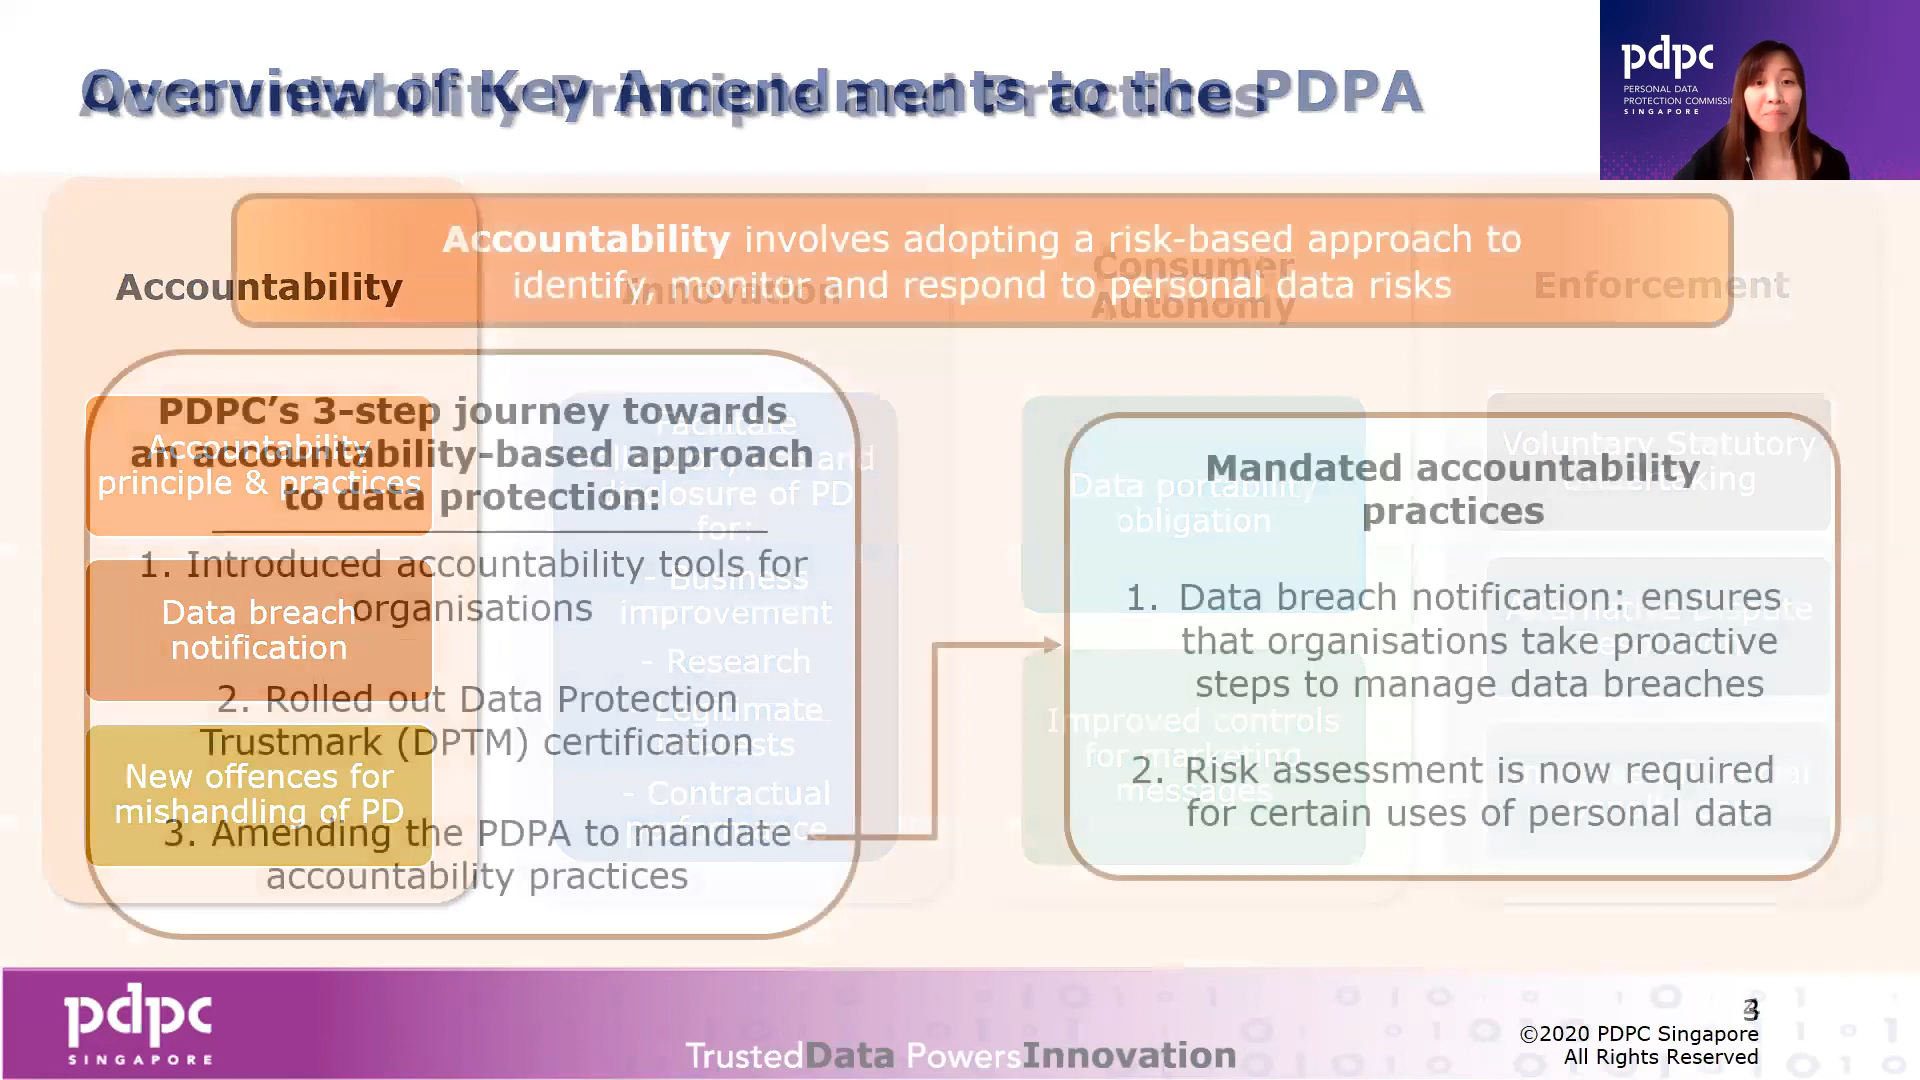 Overview of Key Amendments to the PDPA
Accountability Principle and Practices
pdpc
PERSONAL DATA
PROTECTION
SINGAPORE
Accountability involves adopting a risk-based approach to
identify, monitor and respond to personal data risks
Accountability
Innovation
Consumer
Autonomy
Enforcement
PDPC’s 3-step journey towards
an accountability-based approach
to data protection:
1. Introduced accountability tools for
organisations
2. Rolled out Data Protection
Trustmark (DPTM) certification
3. Amending the PDPA to mandate
accountability practices
Accountability
principle & practices
Data breach
notification
New offences for
mishandling of PD
Facilitate
and
disclosure of PD
for:
- Business
improvement
- Research
Legitimate
- Contractual
Data portability
obligation
Improved controls
for marketing
messages
Voluntary Statutory
Mandated accountability
practices
1. Data breach notification: ensures
that organisations take proactive
steps to manage data breaches
2. Risk assessment is now required
for certain uses of personal data
pdpc
SINGAPORE
TrustedData PowersInnovation
©2020 PDPC Singapore
All Rights Reserved